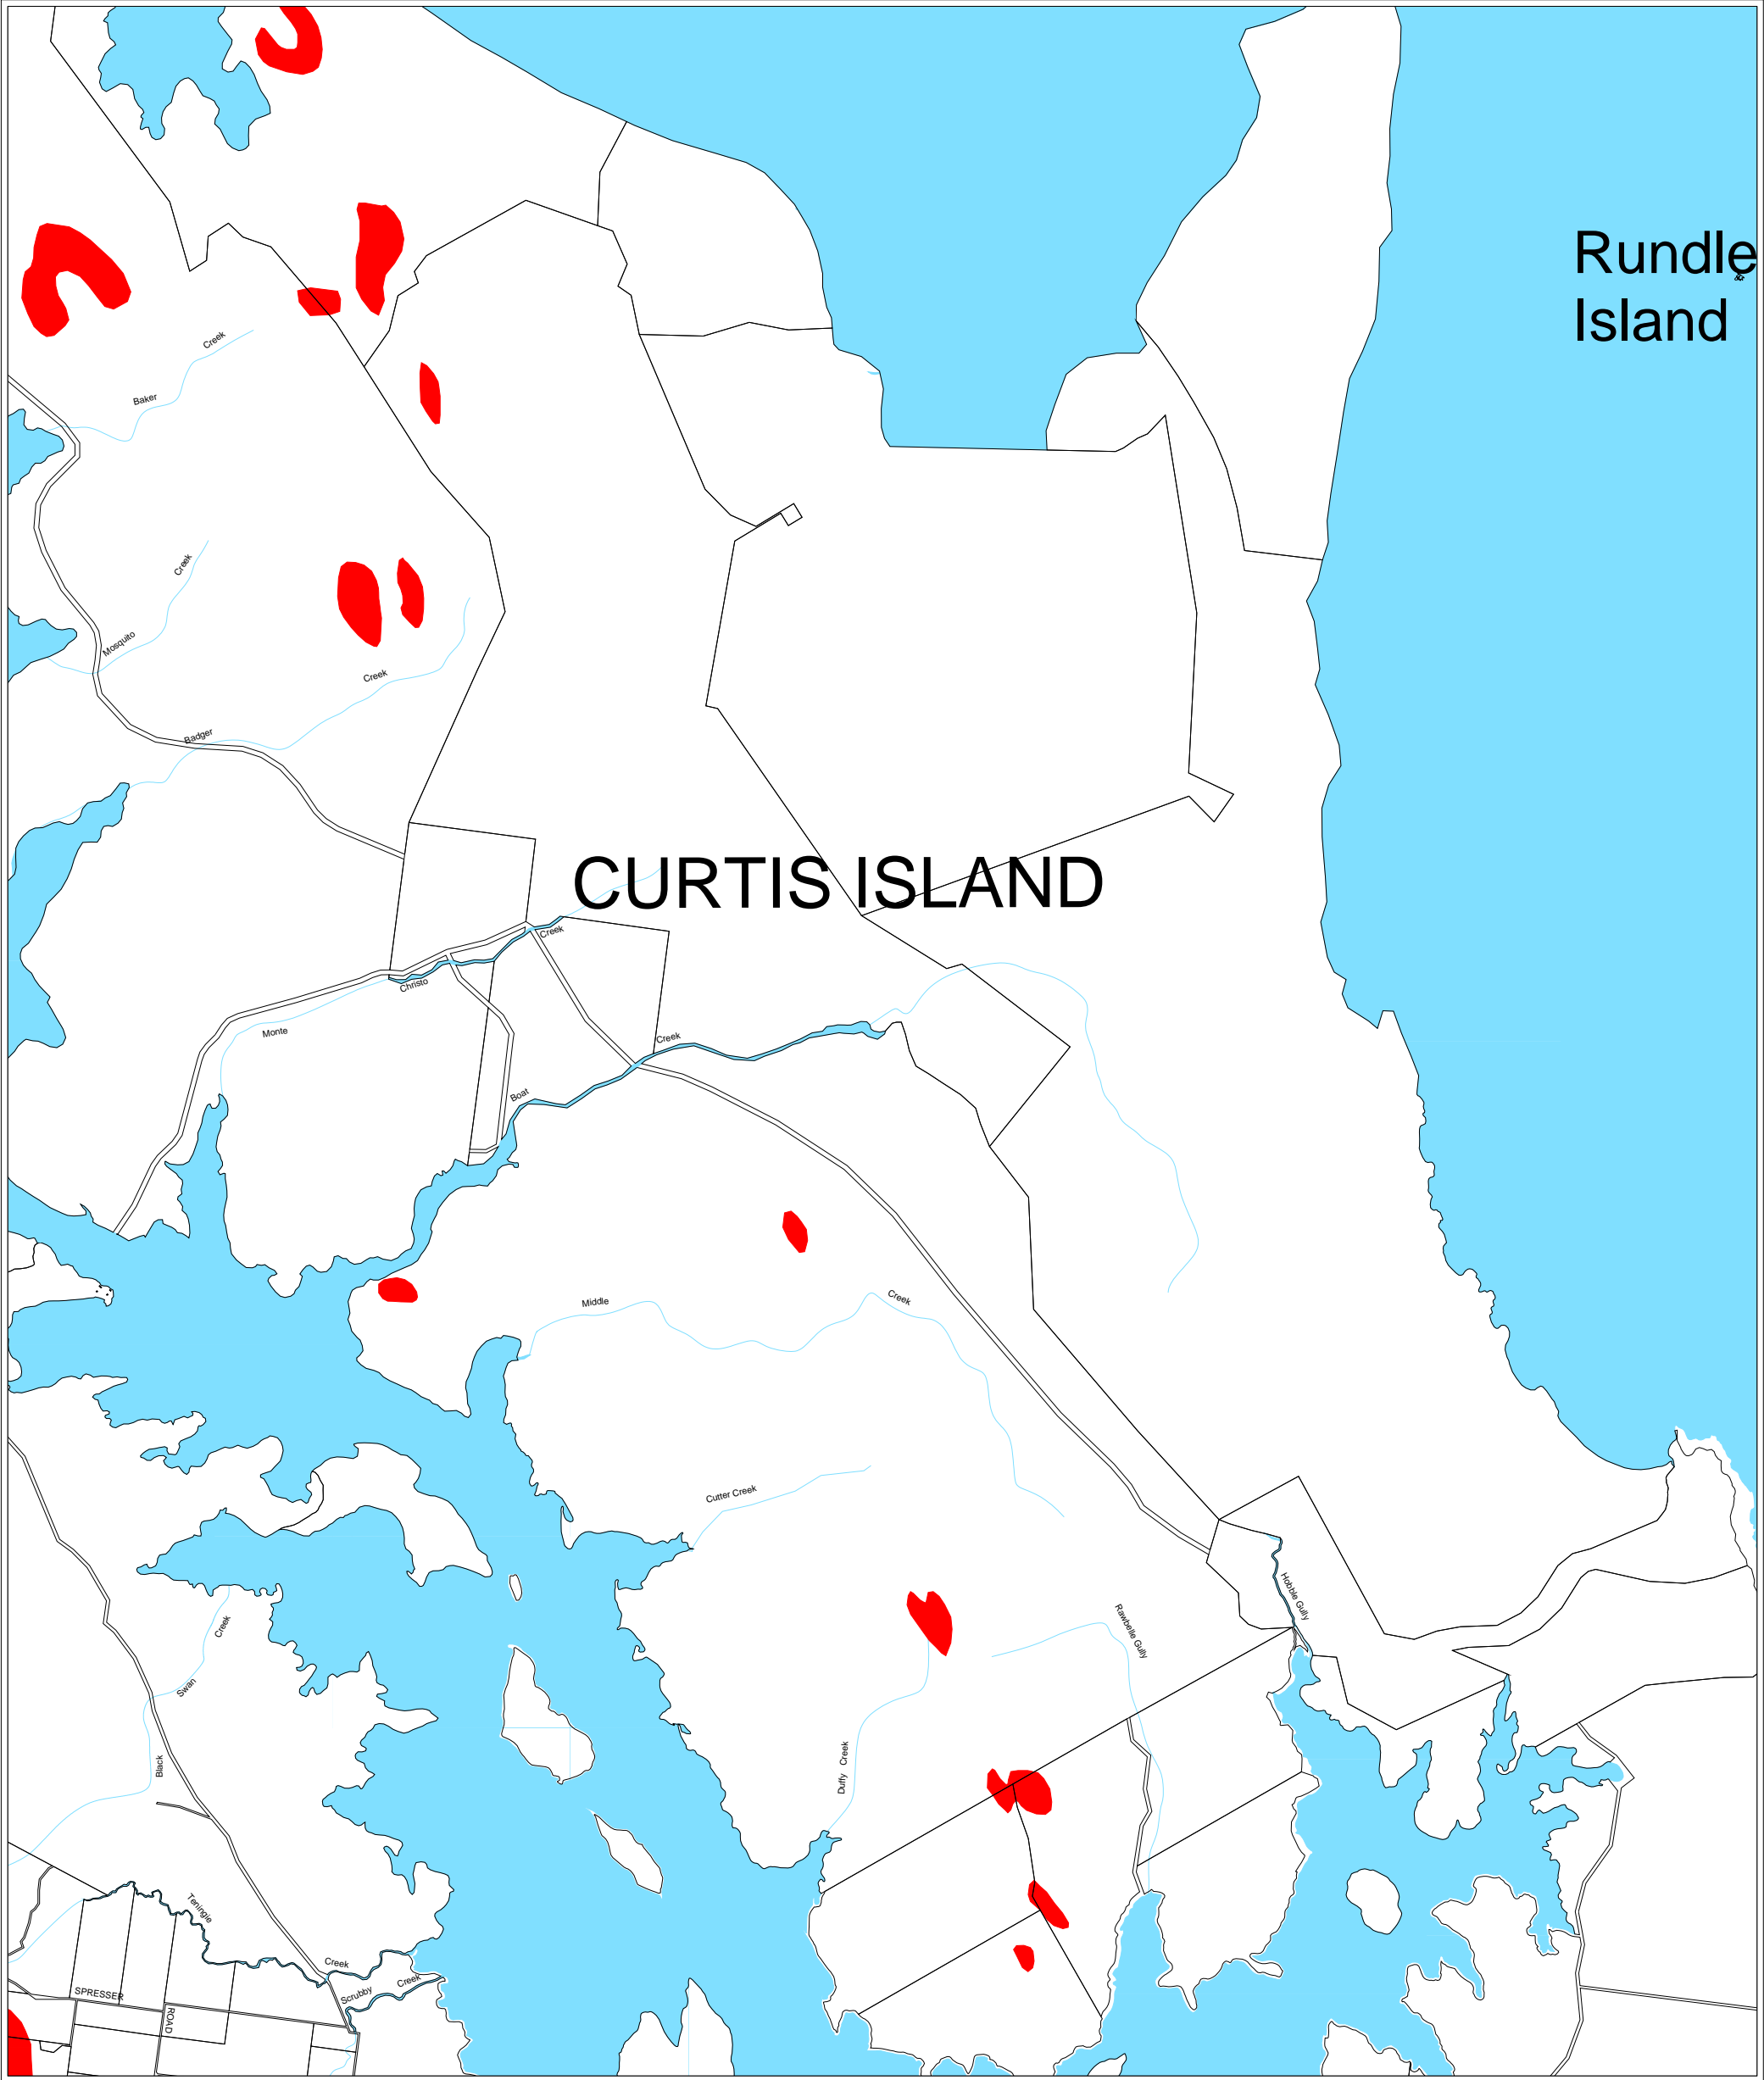 Rundle
Island
Creek
Baker
Creek
Mosquito
Creek
Badger
CURTIS ISLAND
Creek
Christo
Monte
Creek
Boat
Middle
Creek
Cutter Creek
Hobble Gully
Rawbelle Gully
Creek
Swan
Black
Duffy Creek
Teningie
Creek
Creek
Scrubby
SPRESSER
ROAD